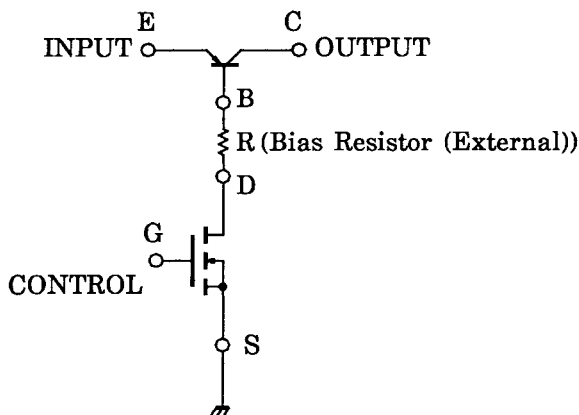 E
C
INPUT
OUTPUT
B
R (Bias Resistor (External))
D
G
CONTROL
S